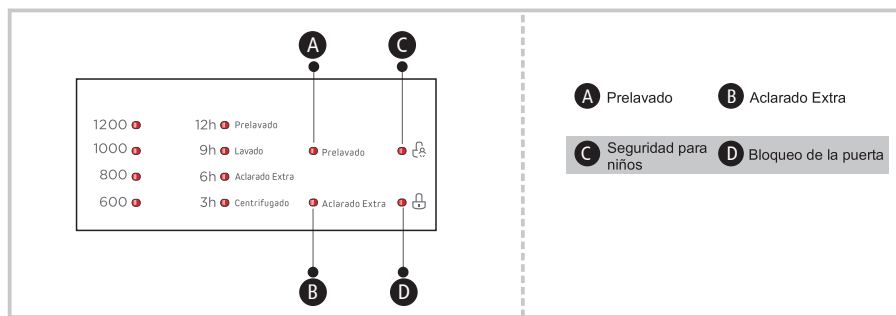 A C
1200 12h Prelavado
1000 9h Lavado Prelavado
800 6h Aclarado Extra
600 3h Centrifugado Aclarado Extra
B D
A Prelavado B Aclarado Extra
C Seguridad para niños D Bloqueo de la puerta